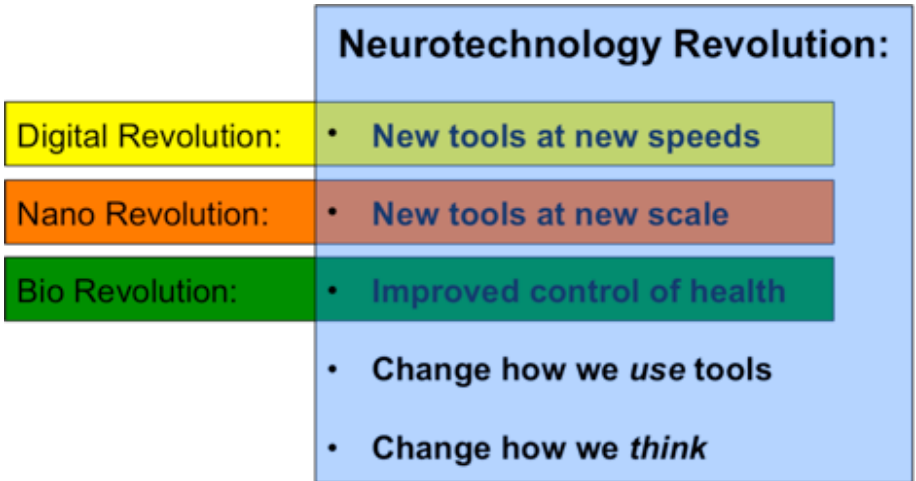 Neurotechnology Revolution:
Digital Revolution: • New tools at new speeds
Nano Revolution: • New tools at new scale
Bio Revolution: • Improved control of health
• Change how we use tools
• Change how we think